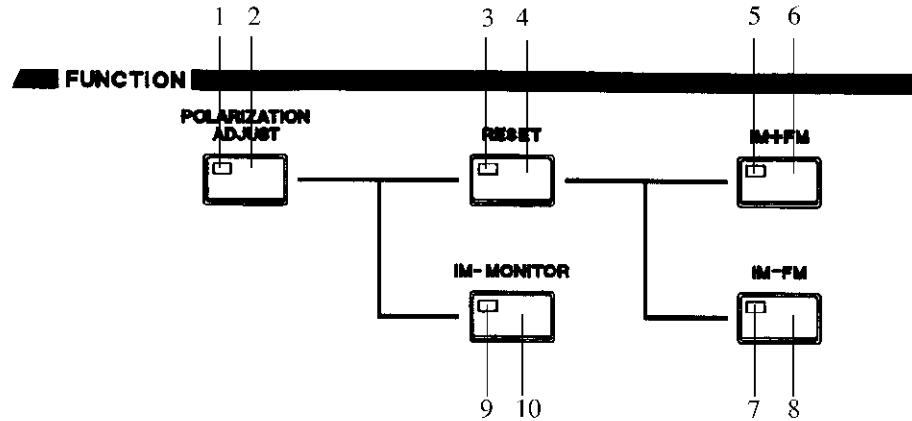 1 2 3 4 5 6
FUNCTION
POLARIZATION
ADJUST
RESET
IM+FM
IM-MONITOR
IM-FM
9 10 7 8